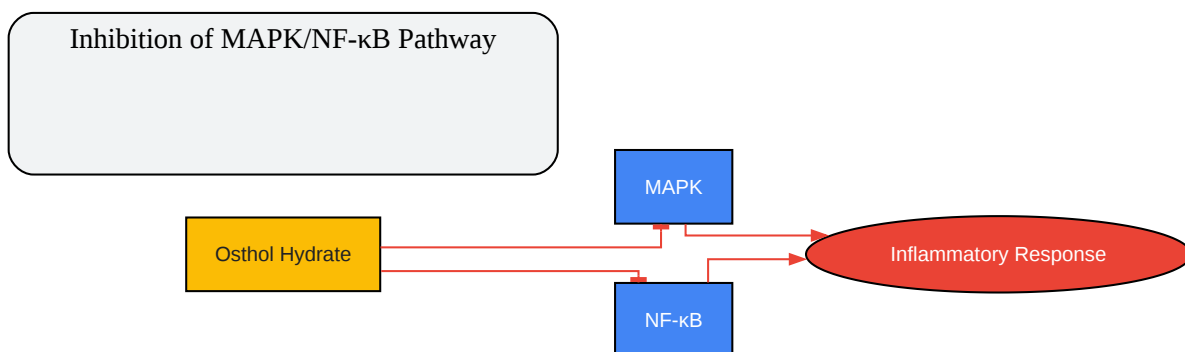 Inhibition of MAPK/NF-κB Pathway
MAPK
Osthol Hydrate
Inflammatory Response
NF-κB